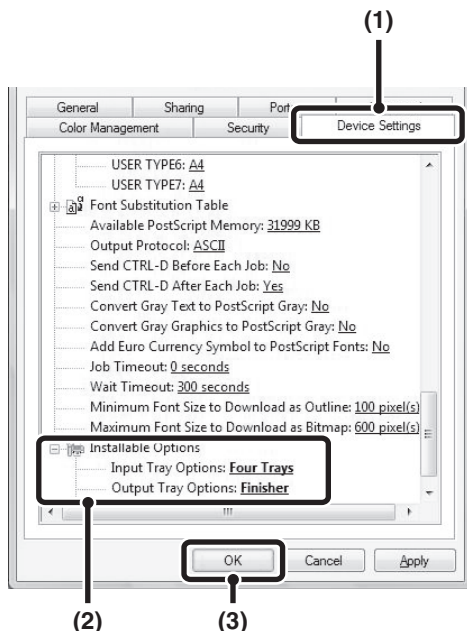 (1)
General Sharing Port
Color Management Security Device Settings
USER TYPE6: A4
USER TYPE7: A4
Font Substitution Table
Available PostScript Memory: 31999 KB
Output Protocol: ASCII
Send CTRL-D Before Each Job: No
Send CTRL-D After Each Job: Yes
Convert Gray Text to PostScript Gray: No
Convert Gray Graphics to PostScript Gray: No
Add Euro Currency Symbol to PostScript Fonts: No
Job Timeout: 0 seconds
Wait Timeout: 300 seconds
Minimum Font Size to Download as Outline: 100 pixel(s)
Maximum Font Size to Download as Bitmap: 600 pixel(s)
Installable Options
Input Tray Options: Four Trays
Output Tray Options: Finisher
OK Cancel Apply
(2) (3)